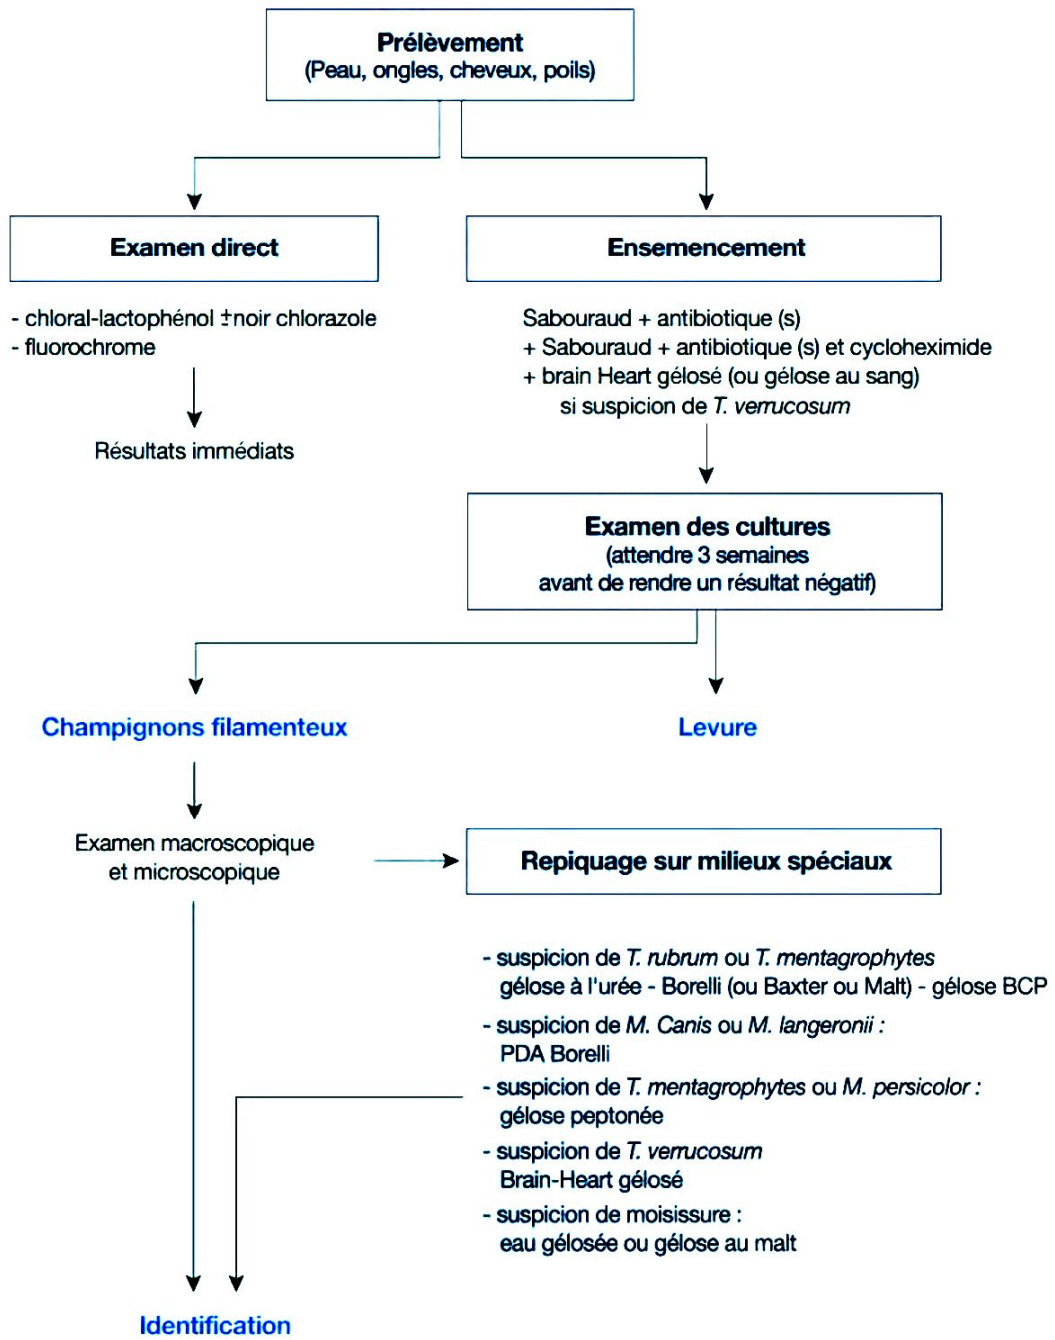 Prélèvement
(Peau, ongles, cheveux, poils)
Examen direct
- chloral-lactophénol ±noir chlorazole
- fluorochrome
Résultats immédiats
Ensemencement
Sabouraud + antibiotique (s)
+ Sabouraud + antibiotique (s) et cycloheximide
+ brain Heart gélosé (ou gélose au sang)
si suspicion de T. verrucosum
Examen des cultures
(attendre 3 semaines
avant de rendre un résultat négatif)
Champignons filamenteux
Levure
Examen macroscopique
et microscopique
Repiquage sur milieux spéciaux
- suspicion de T. rubrum ou T. mentagrophytes
gélose à l'urée - Borelli (ou Baxter ou Malt) - gélose BCP
- suspicion de M. Canis ou M. langeronii :
PDA Borelli
- suspicion de T. mentagrophytes ou M. persicolor :
gélose peptonée
- suspicion de T. verrucosum
Brain-Heart gélosé
- suspicion de moisissure :
eau gélosée ou gélose au malt
Identification